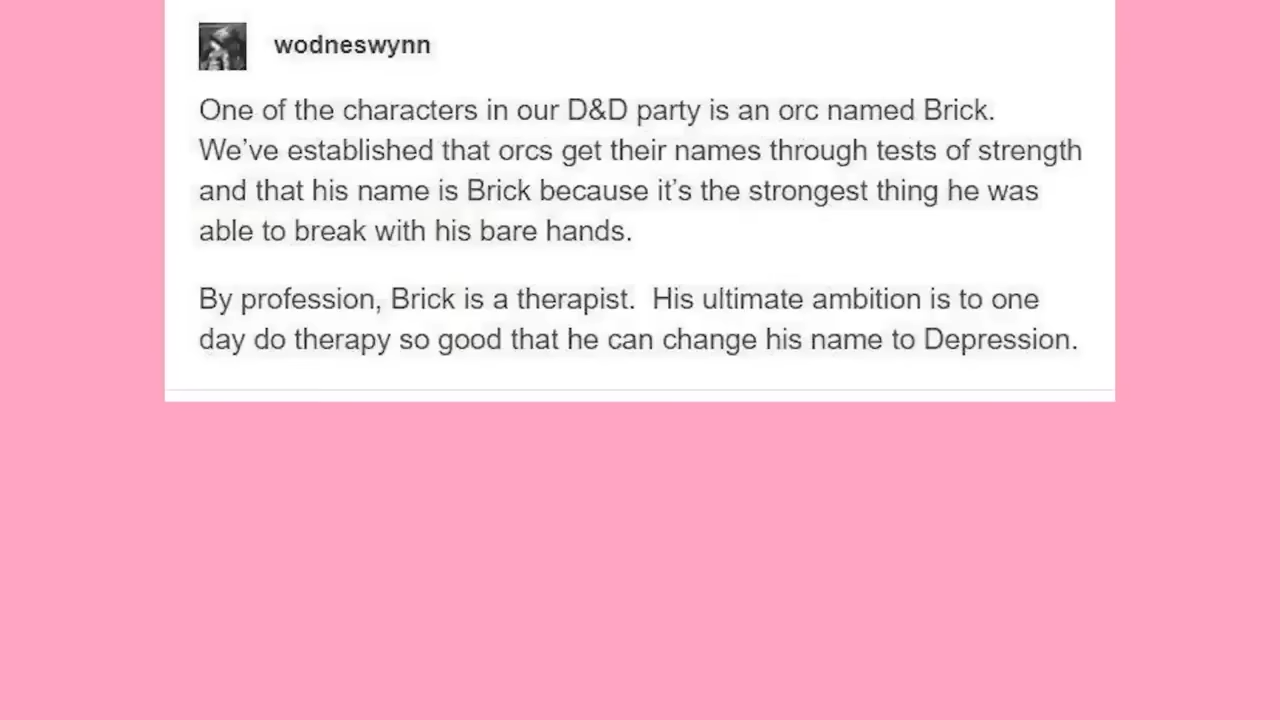 wodneswynn
One of the characters in our D&D party is an orc named Brick.
We’ve established that orcs get their names through tests of strength
and that his name is Brick because it’s the strongest thing he was
able to break with his bare hands.
By profession, Brick is a therapist.  His ultimate ambition is to one
day do therapy so good that he can change his name to Depression.